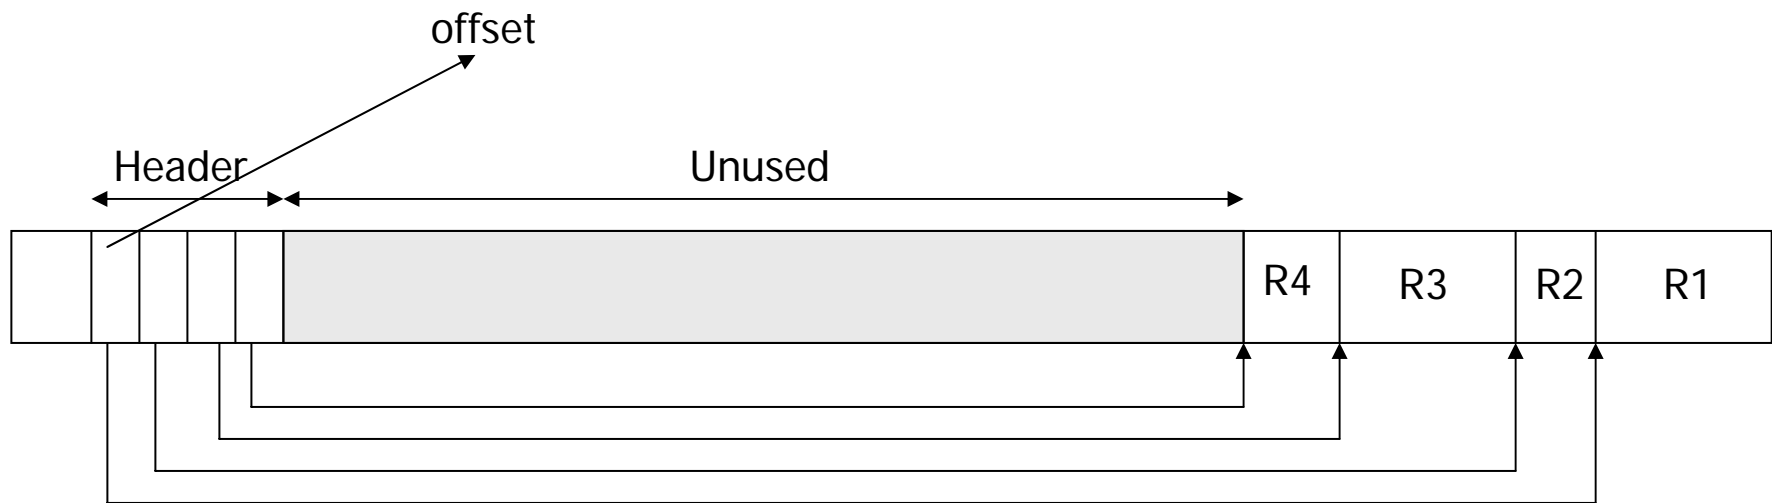 offset
Header
Unused
R4
R3
R2
R1